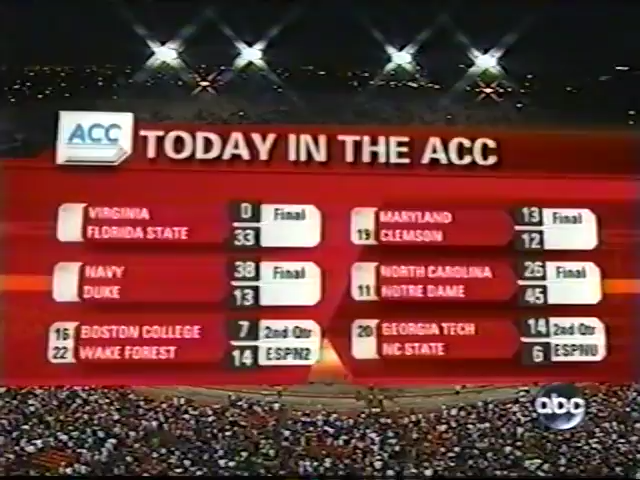 ACC TODAY IN THE ACC
VIRGINIA 0 Final
FLORIDA STATE 33
NAVY 38 Final
DUKE 13
16 BOSTON COLLEGE 7 2nd Qtr
22 WAKE FOREST 14 ESPN2
MARYLAND 13 Final
19 CLEMSON 12
NORTH CAROLINA 26 Final
11 NOTRE DAME 45
20 GEORGIA TECH 14 2nd Qtr
NC STATE 6 ESPNU
abc